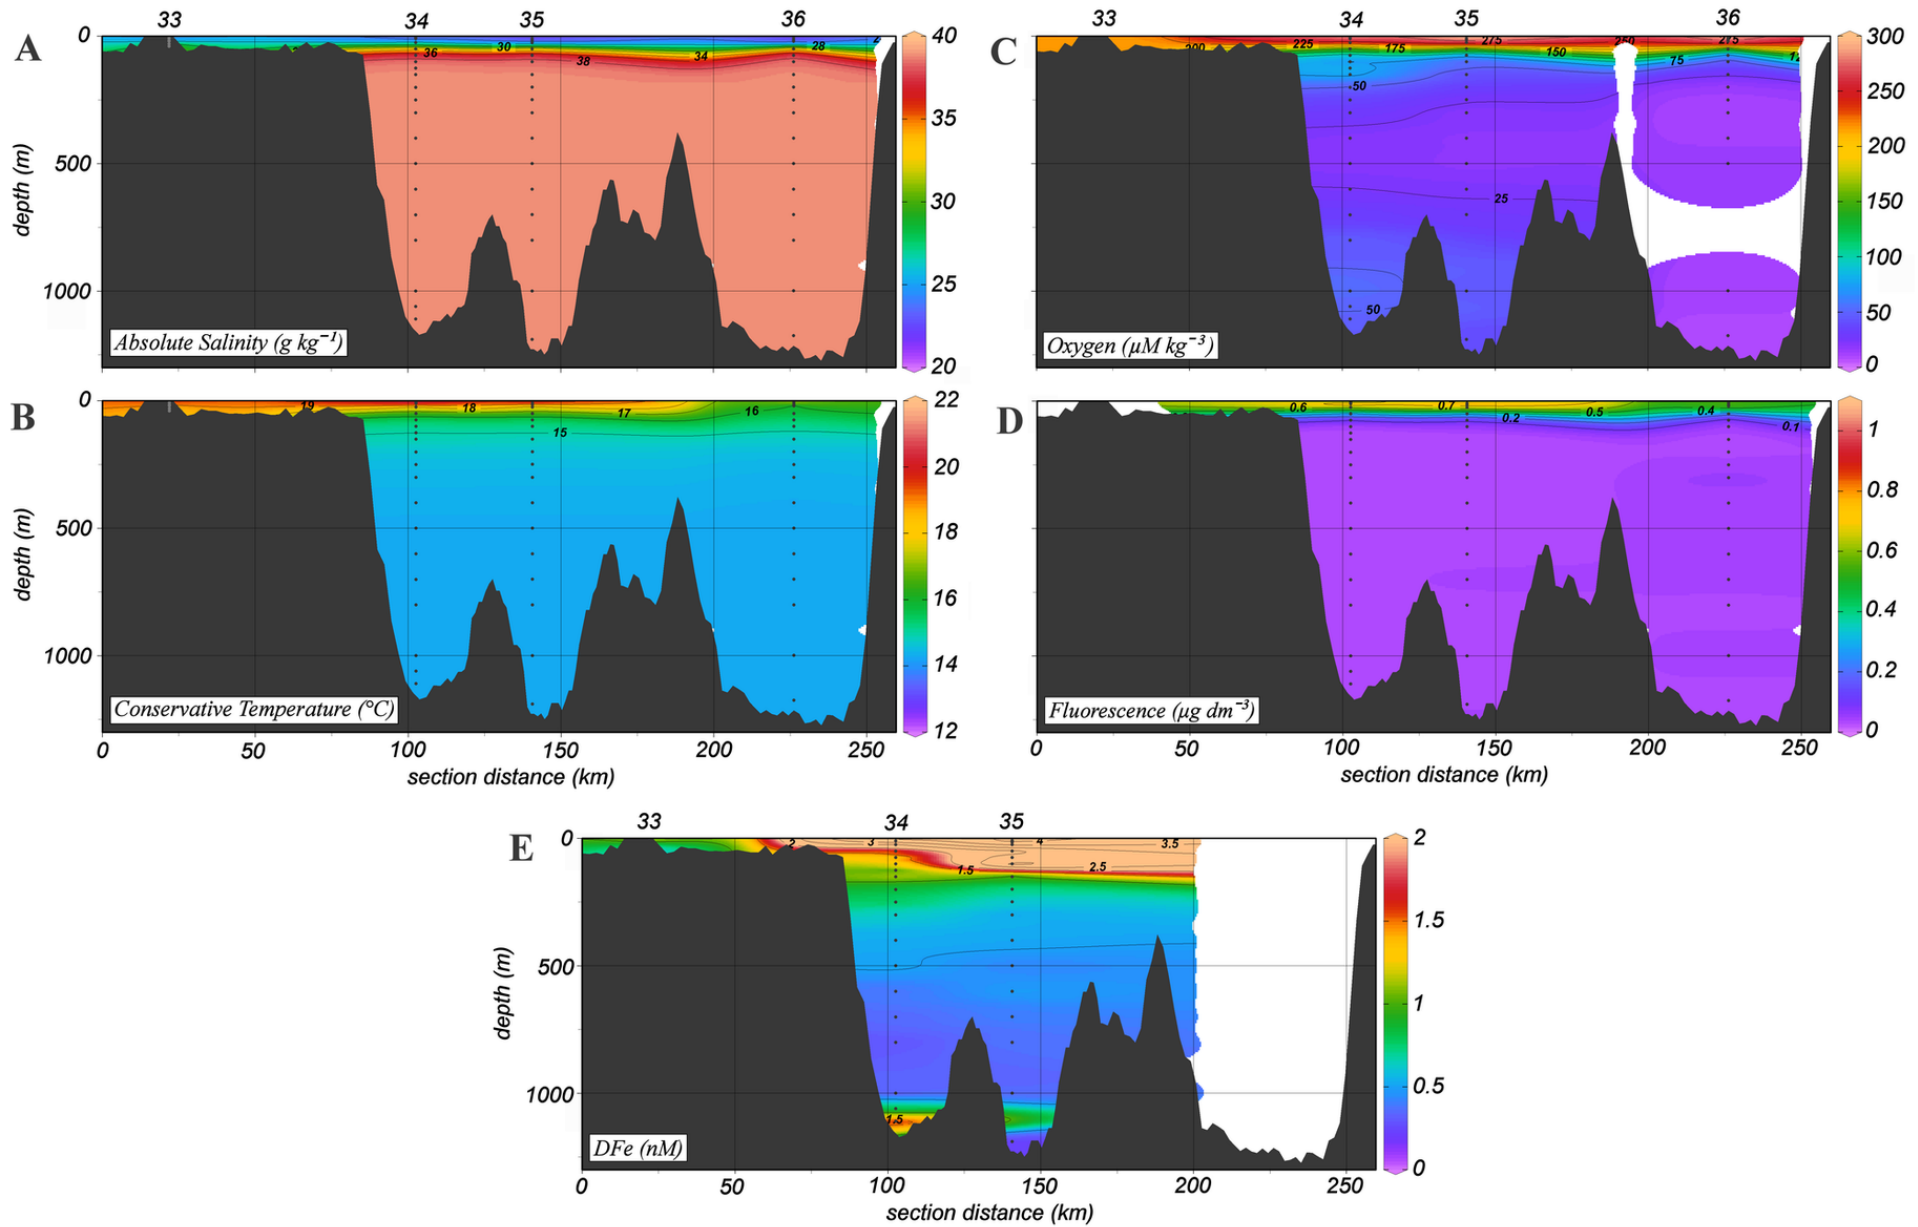 33 34 35 36
A
0
500
1000
depth (m)
36 30 38 34 28
Absolute Salinity (g kg⁻¹)
40
35
30
25
20
33 34 35 36
C
200 225 175 275 150 250 275 75
50
25
50
Oxygen (µM kg⁻³)
300
250
200
150
100
50
0
B
0
500
1000
depth (m)
19 18 17 16
15
Conservative Temperature (°C)
22
20
18
16
14
12
0 50 100 150 200 250
section distance (km)
D
0.6 0.7 0.2 0.5 0.4 0.1
Fluorescence (µg dm⁻³)
1
0.8
0.6
0.4
0.2
0
0 50 100 150 200 250
section distance (km)
33 34 35
E
0
500
1000
depth (m)
2 3 4 3.5
1.5 2.5
1.5
DFe (nM)
2
1.5
1
0.5
0
0 50 100 150 200 250
section distance (km)